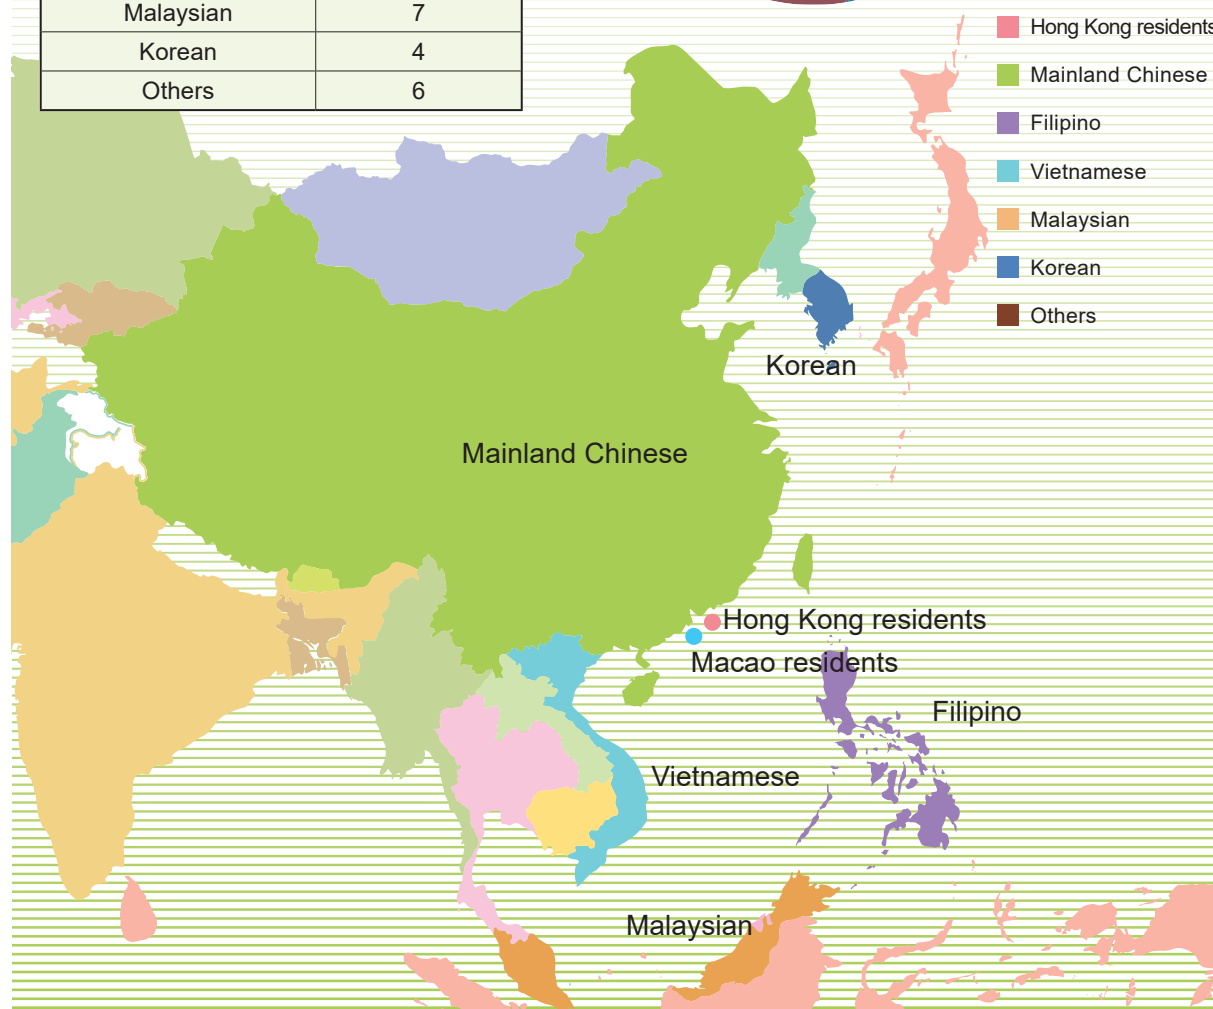 Malaysian 7
Korean 4
Others 6
Hong Kong residents
Mainland Chinese
Filipino
Vietnamese
Malaysian
Korean
Others
Korean
Mainland Chinese
Hong Kong residents
Macao residents
Filipino
Vietnamese
Malaysian